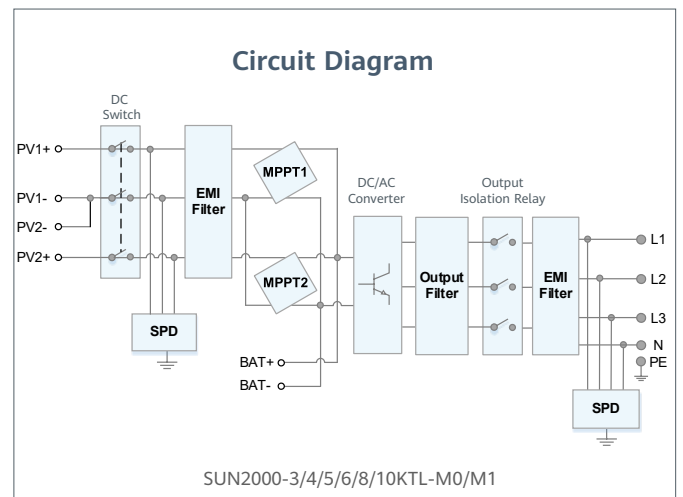 Circuit Diagram
DC
Switch
PV1+
PV1-
PV2-
PV2+
EMI
Filter
MPPT1
MPPT2
SPD
BAT+
BAT-
DC/AC
Converter
Output
Filter
Output
Isolation Relay
EMI
Filter
L1
L2
L3
N
PE
SPD
SUN2000-3/4/5/6/8/10KTL-M0/M1